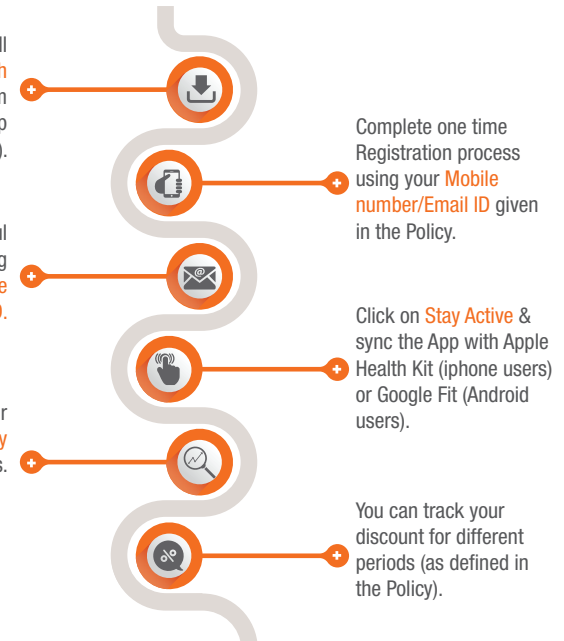 Complete one time
Registration process
using your Mobile
number/Email ID given
in the Policy.
Click on Stay Active &
sync the App with Apple
Health Kit (iphone users)
or Google Fit (Android
users).
You can track your
discount for different
periods (as defined in
the Policy).